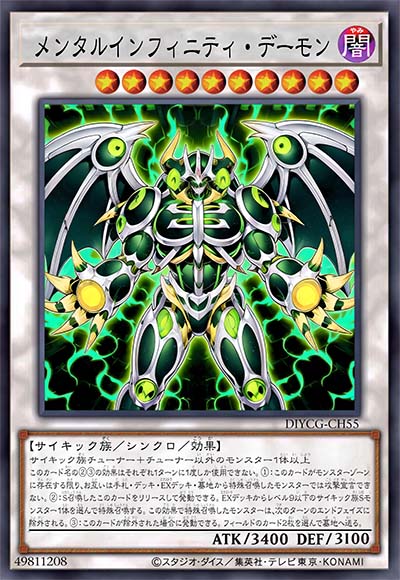 メンタルインフィニティ・デーモン
闇
やみ
DIYCG-CH55
【サイキック族／シンクロ／効果】
サイキック族チューナー＋チューナー以外のモンスター1体以上
このカード名の②③の効果はそれぞれ1ターンに1度しか使用できない。①：このカードがモンスターゾーン
に存在する限り、お互いは手札・デッキ・EXデッキ・墓地から特殊召喚したモンスターでは攻撃宣言でき
ない。②：S召喚したこのカードをリリースして発動できる。EXデッキからレベル9以下のサイキック族Sモ
ンスター1体を選んで特殊召喚する。この効果で特殊召喚したモンスターは、次のターンのエンドフェイズに
除外される。③：このカードが除外された場合に発動できる。フィールドのカード2枚を選んで墓地へ送る。
ATK/3400 DEF/3100
49811208
©スタジオ・ダイス／集英社・テレビ東京・KONAMI